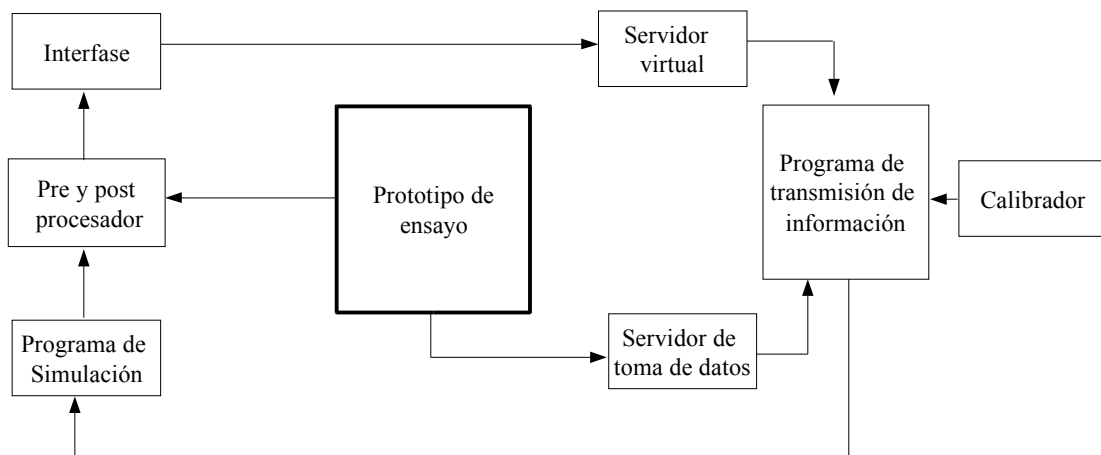 Interfase
Servidor
virtual
Pre y post
procesador
Prototipo de
ensayo
Programa de
transmisión de
información
Calibrador
Programa de
Simulación
Servidor de
toma de datos